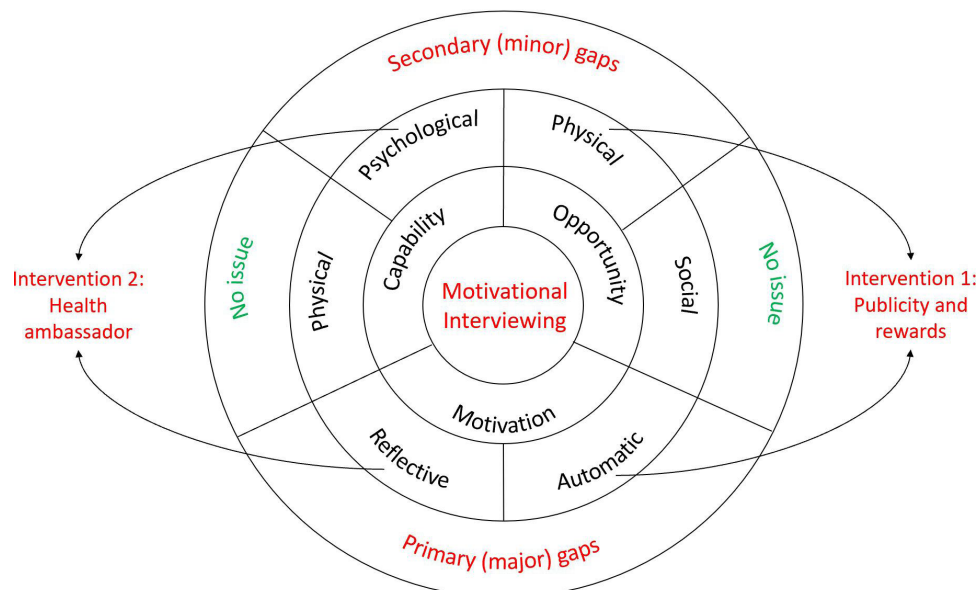 Secondary (minor) gaps
Psychological
Physical
Capability
Opportunity
No issue
Physical
Social
No issue
Motivational
Interviewing
Intervention 2:
Health
ambassador
Intervention 1:
Publicity and
rewards
Motivation
Reflective
Automatic
Primary (major) gaps